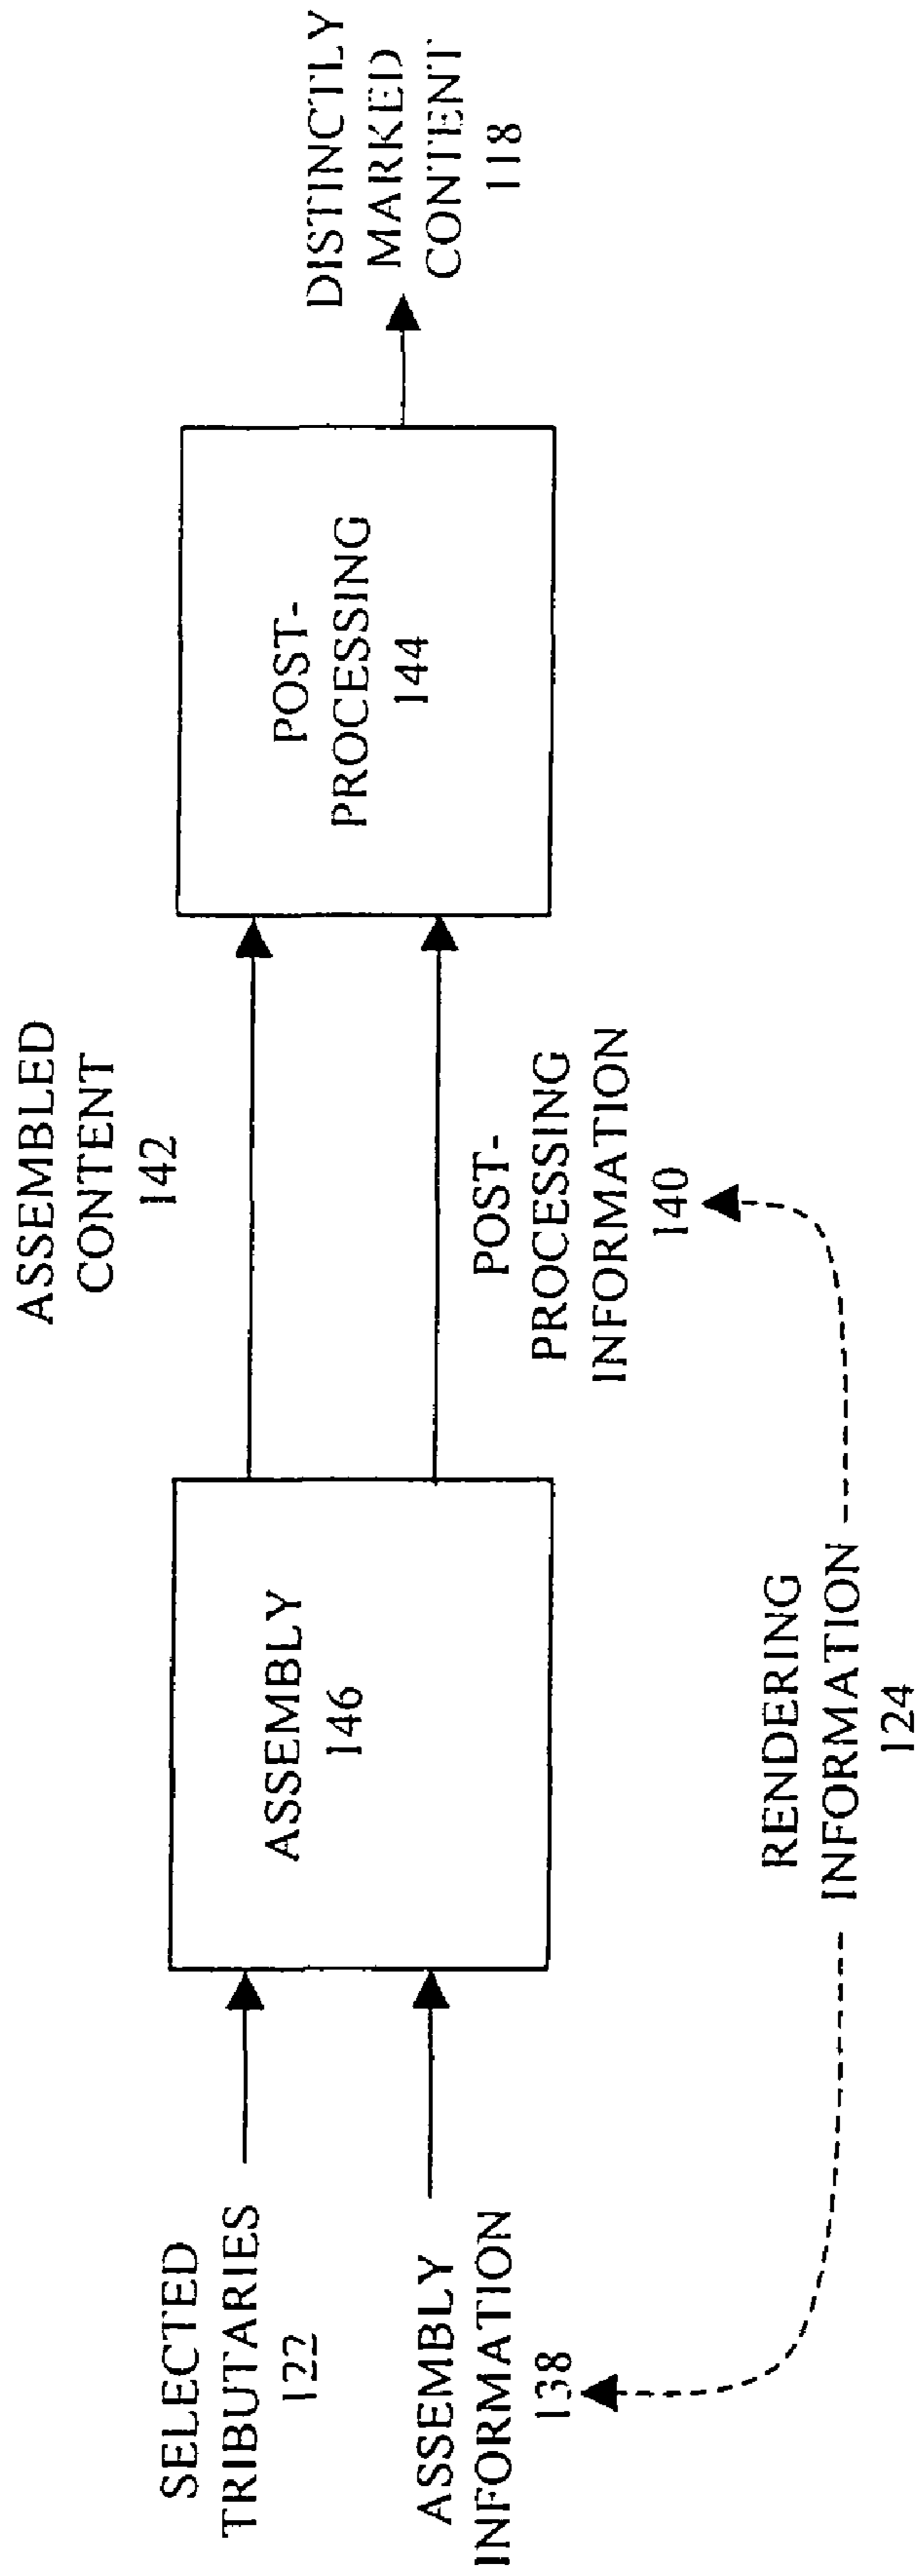 SELECTED
TRIBUTARIES
122
ASSEMBLY
INFORMATION
138
ASSEMBLY
146
ASSEMBLED
CONTENT
142
POST-
PROCESSING
INFORMATION
140
POST-
PROCESSING
144
DISTINCTLY
MARKED
CONTENT
118
RENDERING
INFORMATION
124